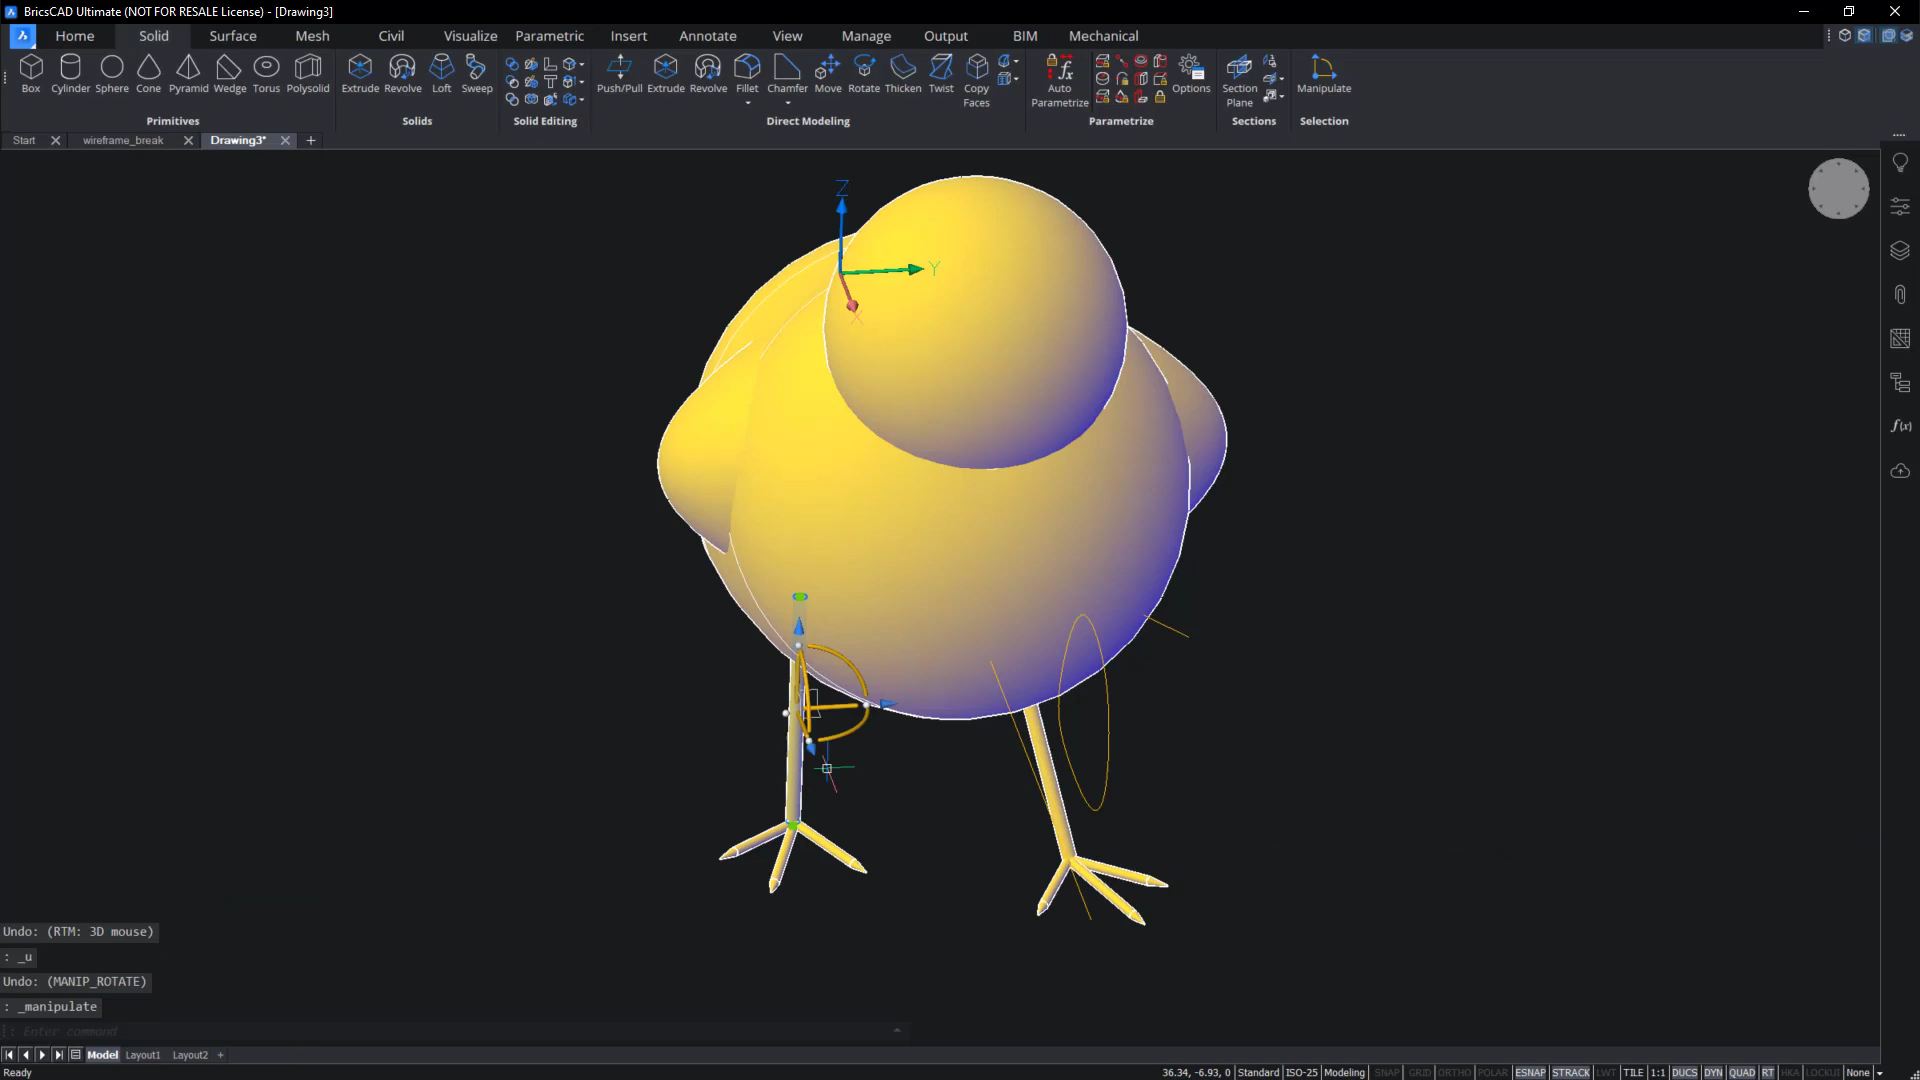 BricsCAD Ultimate (NOT FOR RESALE License) - [Drawing3]
Home Solid Surface Mesh Civil Visualize Parametric Insert Annotate View Manage Output BIM Mechanical
Box Cylinder Sphere Cone Pyramid Wedge Torus Polysolid Extrude Revolve Loft Sweep Push/Pull Extrude Revolve Fillet Chamfer Move Rotate Thicken Twist Copy Faces Auto Parametrize Options Section Plane Manipulate
Primitives Solids Solid Editing Direct Modeling Parametrize Sections Selection
Start wireframe_break Drawing3*
Z
Y
X
f(x)
Undo: (RTM: 3D mouse)
: _u
Undo: (MANIP_ROTATE)
: _manipulate
: Enter command
Model Layout1 Layout2 +
Ready 36.34, -6.93, 0 Standard ISO-25 Modeling SNAP GRID ORTHO POLAR ESNAP STRACK LWT TILE 1:1 DUCS DYN QUAD RT HKA LOCKUI None